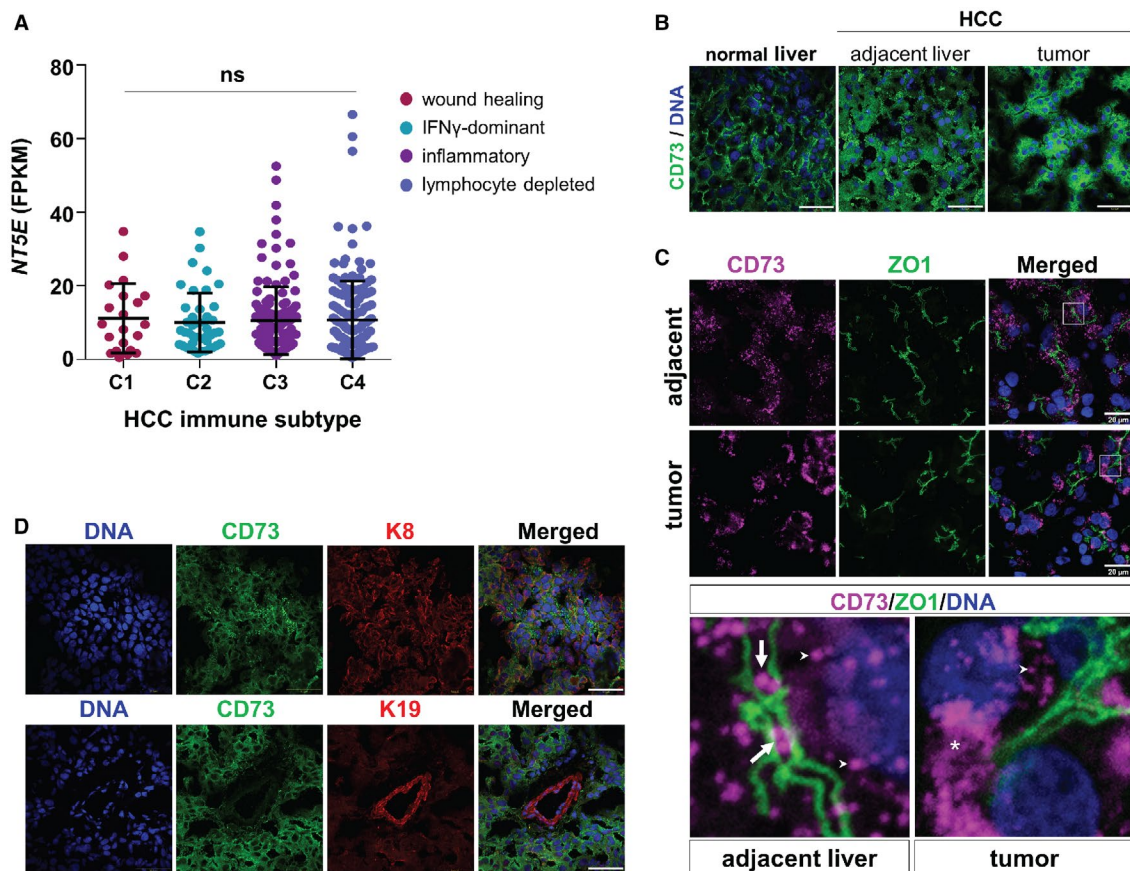 A
80
60
40
20
0
NT5E (FPKM)
ns
wound healing
IFNγ-dominant
inflammatory
lymphocyte depleted
C1 C2 C3 C4
HCC immune subtype
B
HCC
normal liver adjacent liver tumor
CD73 / DNA
C
CD73 ZO1 Merged
adjacent
20 µm
tumor
20 µm
CD73/ZO1/DNA
*
adjacent liver tumor
D
DNA CD73 K8 Merged
DNA CD73 K19 Merged